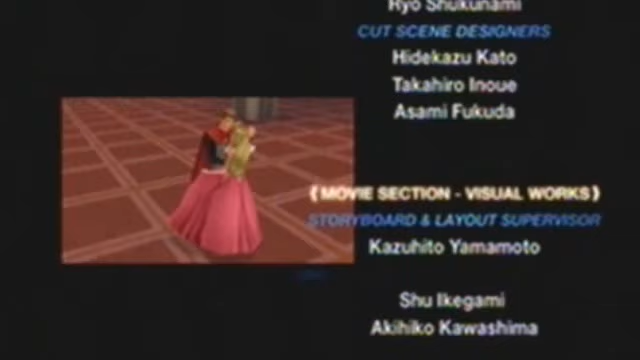 Ryo Shukunami
CUT SCENE DESIGNERS
Hidekazu Kato
Takahiro Inoue
Asami Fukuda
《MOVIE SECTION - VISUAL WORKS》
STORYBOARD & LAYOUT SUPERVISOR
Kazuhito Yamamoto
Shu Ikegami
Akihiko Kawashima